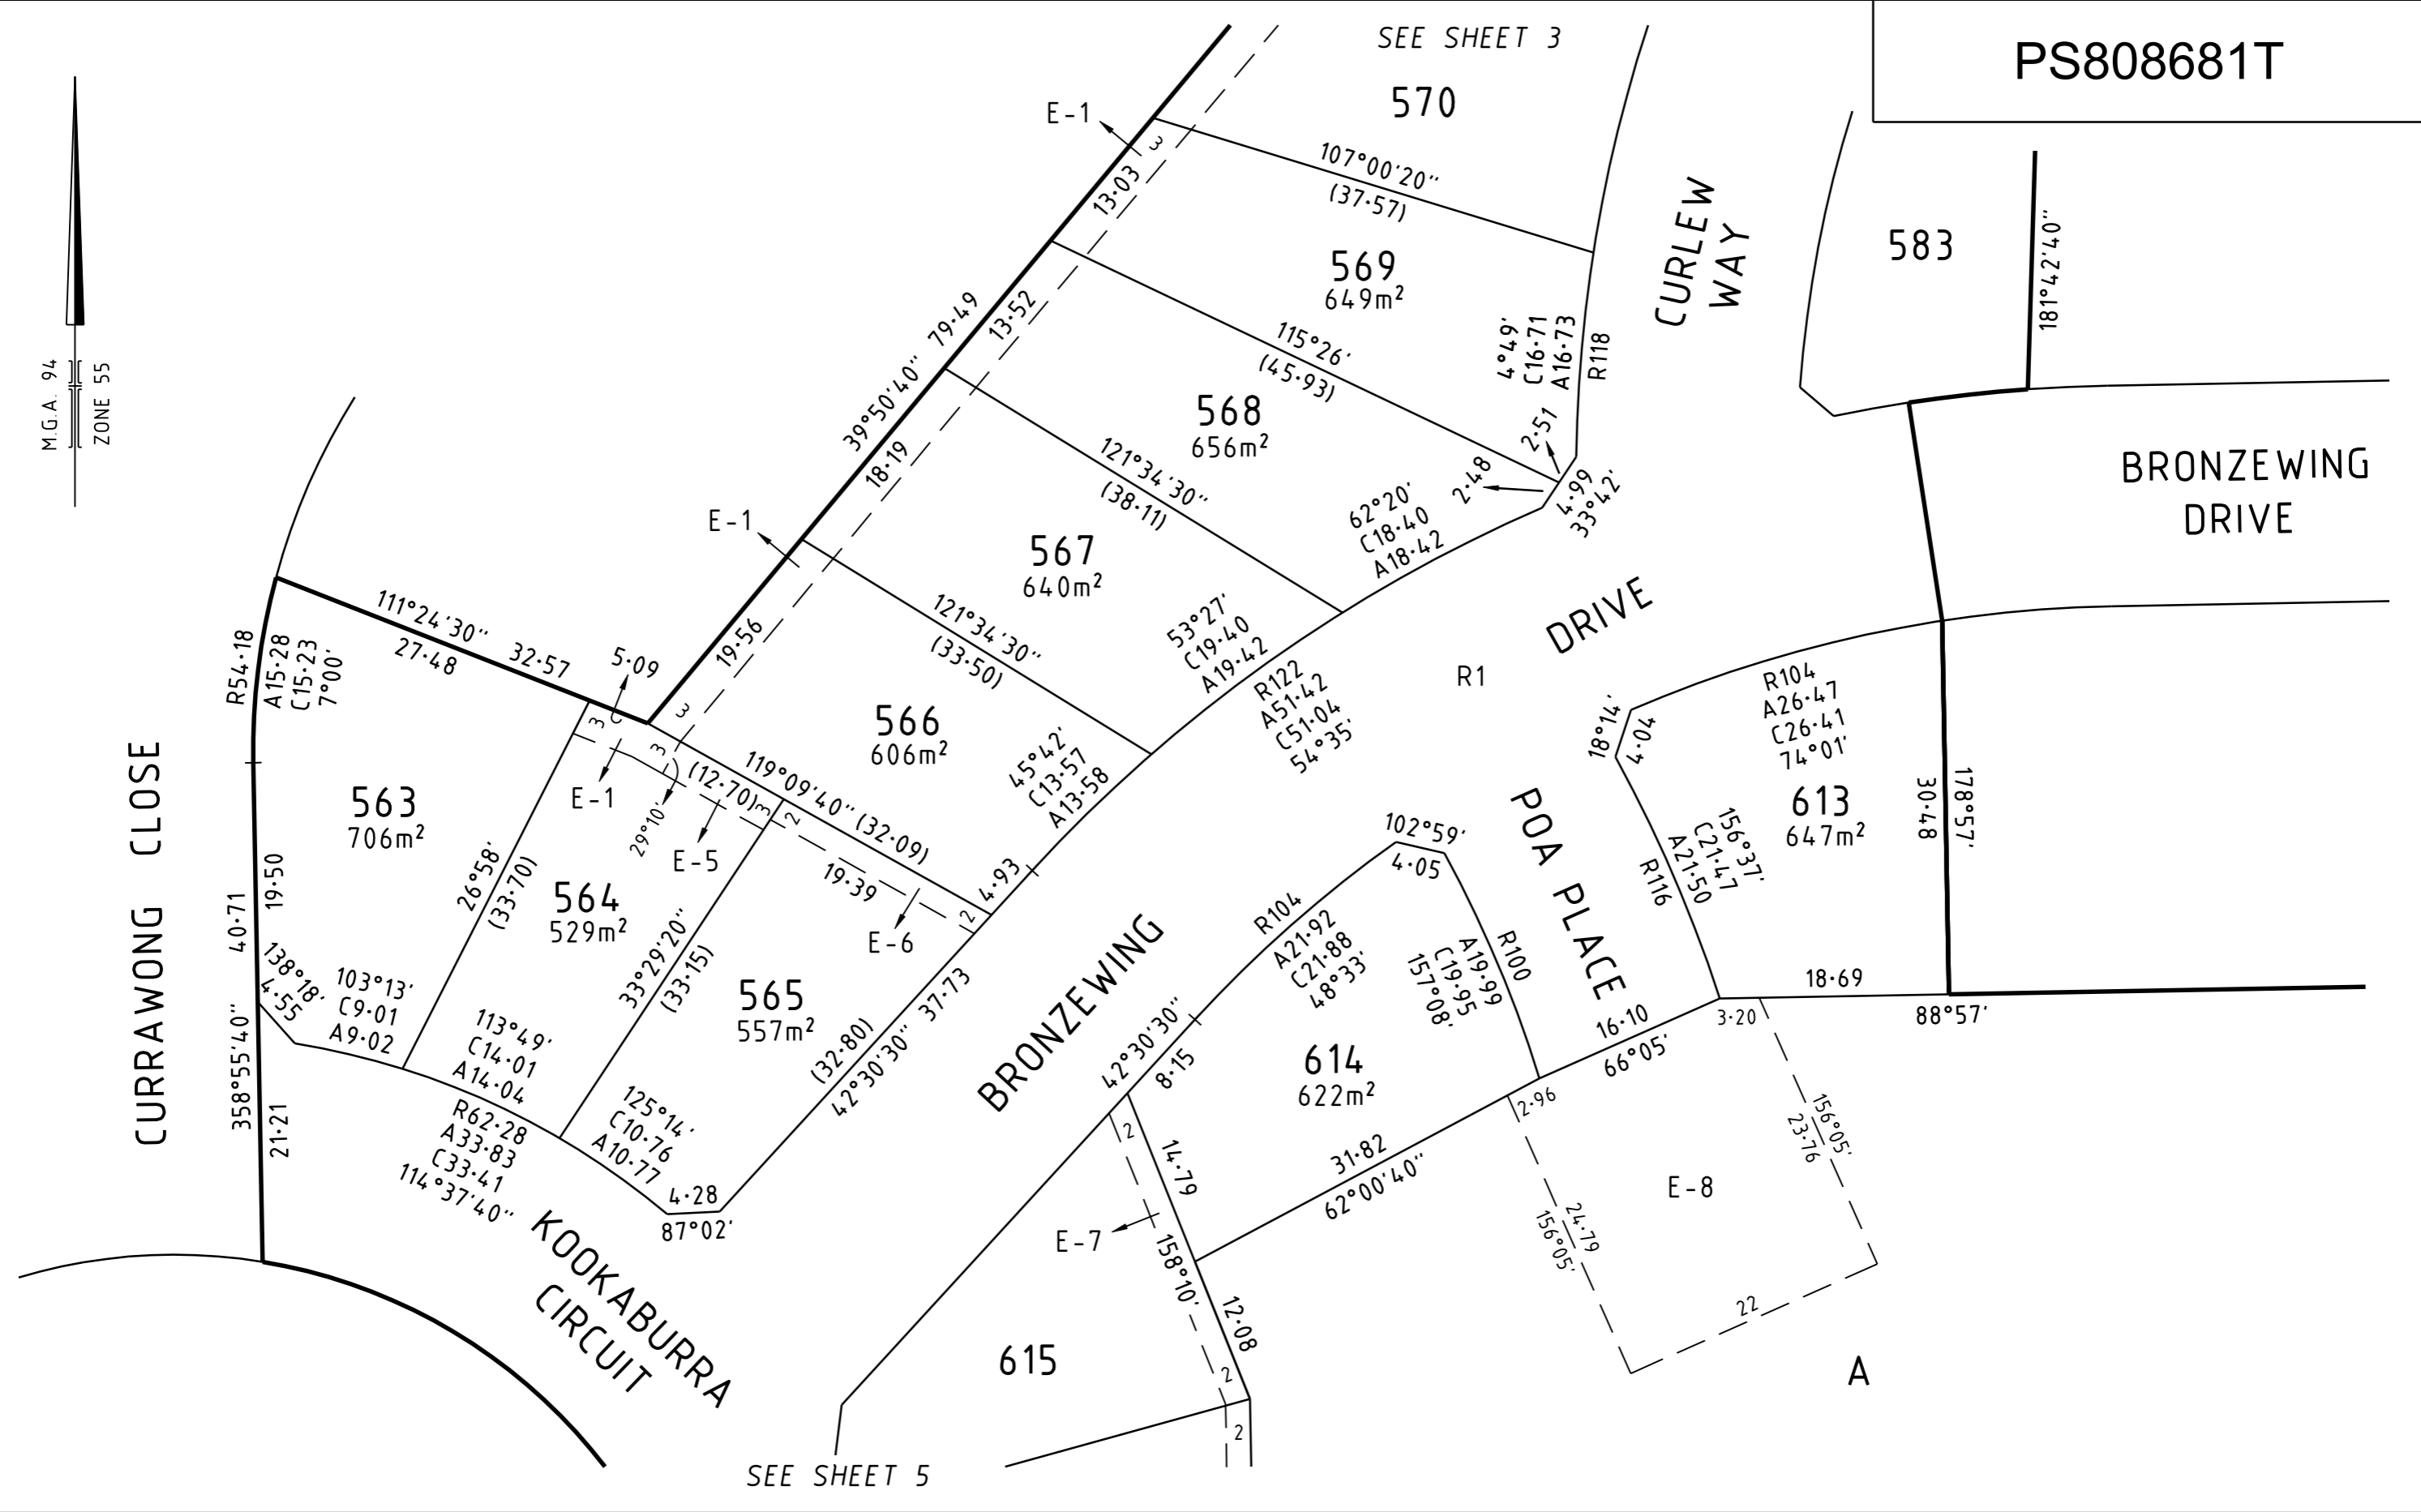 SEE SHEET 3
PS808681T
570
E-1
3
13·03
107°00'20"
(37·57)
CURLEW
WAY
583
181°42'40"
569
649m²
M.G.A. 94
ZONE 55
39°50'40" 79·49
13·52
115°26'
(45·93)
4°49'
C16·71
A16·73
R118
568
656m²
2·51
2·48
4·99
33°42'
BRONZEWING
DRIVE
18·19
121°34'30"
(38·11)
62°20'
C18·40
A18·42
E-1
567
640m²
111°24'30"
27·48
32·57
5·09
19·56
121°34'30"
(33·50)
53°27'
C19·40
A19·42
R122
A51·42
C51·04
54°35'
DRIVE
R1
R54·18
A15·28
C15·23
7°00'
3
3
3
566
606m²
45°42'
C13·57
A13·58
18°14'
4·04
R104
A26·47
C26·41
74°01'
613
647m²
30·48
178°57'
CURRAWONG CLOSE
563
706m²
E-1
29°10'
(12·70)
3
2
119°09'40" (32·09)
E-5
19·39
E-6
2
4·93
POA PLACE
156°37'
C21·47
A21·50
R116
102°59'
4·05
19·50
40·71
26°58'
(33·70)
564
529m²
33°29'20"
(33·15)
565
557m²
37·73
(32·80)
42°30'30"
BRONZEWING
R104
A21·92
C21·88
48°33'
R100
A19·99
C19·95
157°08'
138°18'
4·55
103°13'
C9·01
A9·02
113°49'
C14·01
A14·04
125°14'
C10·76
A10·77
18·69
3·20
88°57'
16·10
66°05'
358°55'40"
21·21
R62·28
A33·83
C33·41
114°37'40"
4·28
87°02'
42°30'30"
8·15
614
622m²
2·96
156°05'
23·76
2
14·79
31·82
62°00'40"
E-8
24·79
156°05'
KOOKABURRA
CIRCUIT
E-7
158°10'
12·08
22
615
2
A
2
SEE SHEET 5